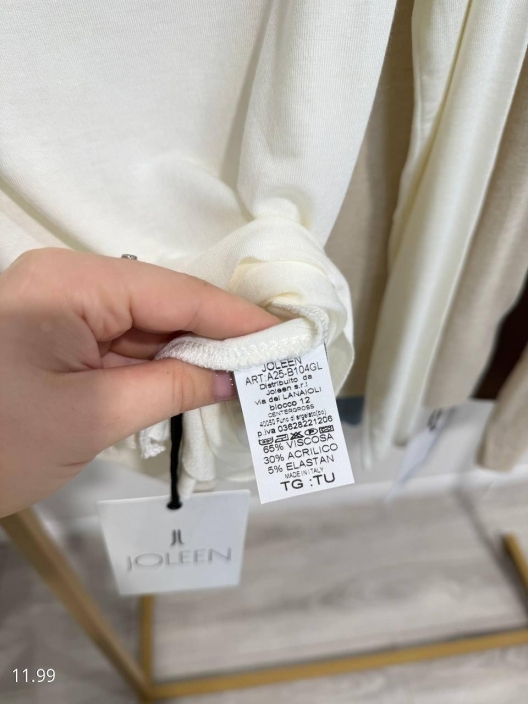 JOLEEN
ART:A25-B104GL
Distribuito da
Joleen s.r.l
via dei LANAIOLI
blocco 12
CENTERGROSS
40050 Funo di argelato(bo)
p.iva 03628221206
65% VISCOSA
30% ACRILICO
5% ELASTAN
MADE IN ITALY
TG :TU
JL
JOLEEN
11.99